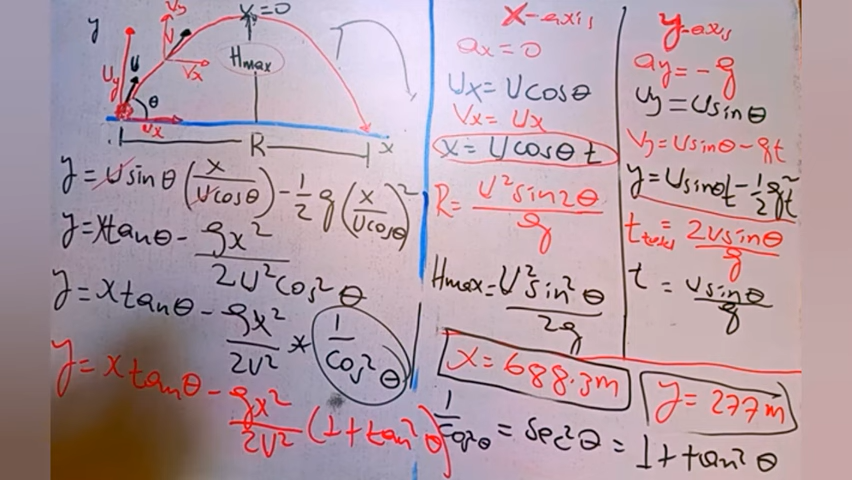 y
Vy
V
Vx
Vy=0
Hmax
Uy
U
θ
Ux
R
x
y = U sinθ (x/Ucosθ) - 1/2 g (x/Ucosθ)²
y = x tanθ - gx²/2U²cos²θ
y = x tanθ - gx²/2U² * 1/cos²θ
y = x tanθ - gx²/2U² (1+tan²θ)
x-axis
ax = 0
Ux = Ucosθ
Vx = Ux
x = Ucosθ t
R = U²sin2θ/g
Hmax = U²sin²θ/2g
x = 688.3m
y-axis
ay = -g
Uy = Usinθ
Vy = Usinθ - gt
y = Usinθt - 1/2 gt²
t total = 2Usinθ/g
t = Usinθ/g
y = 277m
1/cos²θ = sec²θ = 1 + tan²θ